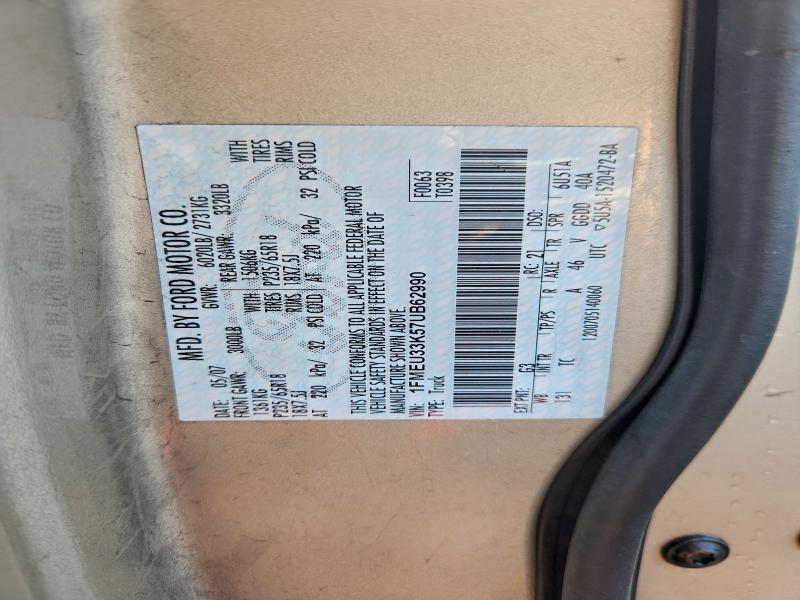 MFD. BY FORD MOTOR CO.
DATE: 05/07 GVWR: 6020LB/2731KG
FRONT GAWR: 3000LB REAR GAWR: 3320LB WITH
1361KG 1506KG TIRES
P235/65R18 TIRES P235/65R18 RIMS
18X7.5J RIMS 18X7.5J
AT 220 kPa/ 32 PSI COLD AT 220 kPa/ 32 PSI COLD
THIS VEHICLE CONFORMS TO ALL APPLICABLE FEDERAL MOTOR
VEHICLE SAFETY STANDARDS IN EFFECT ON THE DATE OF
MANUFACTURE SHOWN ABOVE.
VIN: 1FMEU33K57UB62990 F0063
TYPE: Truck T0398
EXT PNT: G3 RC: 21 DSO:
WB INT TR TP/PS R AXLE TR SPR 6U51A
131 TC A 46 V GGDD 40A
12007051 40060 UTC ▽5U5A-1520472-BA